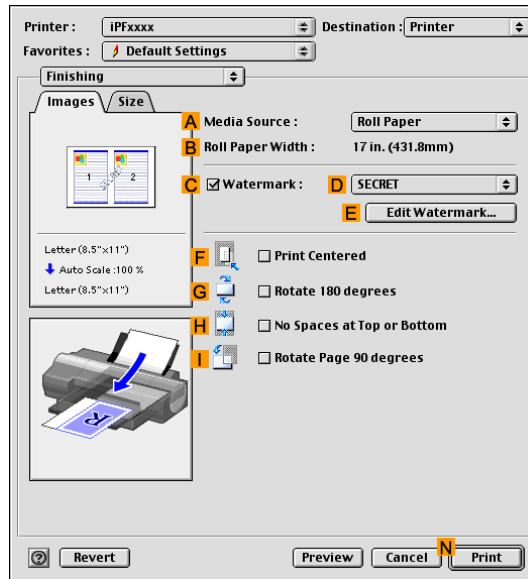 Printer : iPFxxxx Destination : Printer
Favorites : Default Settings
Finishing
Images Size
A Media Source : Roll Paper
B Roll Paper Width : 17 in. (431.8mm)
C Watermark : D SECRET
E Edit Watermark...
1 2
SECRET
Letter (8.5"x11")
Auto Scale :100 %
Letter (8.5"x11")
F Print Centered
G Rotate 180 degrees
H No Spaces at Top or Bottom
I Rotate Page 90 degrees
R
? Revert Preview Cancel N Print